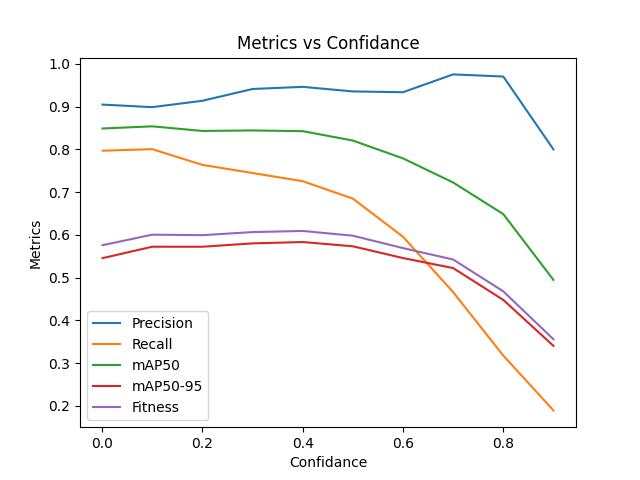 Metrics vs Confidance
1.0
0.9
0.8
0.7
0.6
0.5
0.4
0.3
0.2
Metrics
Precision
Recall
mAP50
mAP50-95
Fitness
0.0 0.2 0.4 0.6 0.8
Confidance